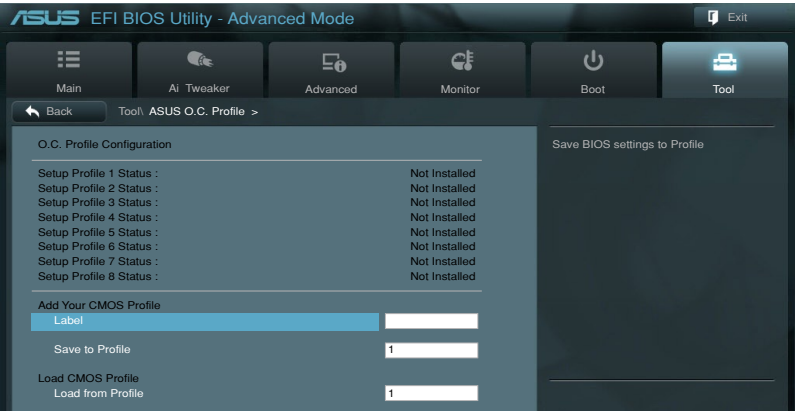 ASUS EFI BIOS Utility - Advanced Mode
Exit
Main
Ai Tweaker
Advanced
Monitor
Boot
Tool
Back
Tool\ ASUS O.C. Profile >
O.C. Profile Configuration
Setup Profile 1 Status : Not Installed
Setup Profile 2 Status : Not Installed
Setup Profile 3 Status : Not Installed
Setup Profile 4 Status : Not Installed
Setup Profile 5 Status : Not Installed
Setup Profile 6 Status : Not Installed
Setup Profile 7 Status : Not Installed
Setup Profile 8 Status : Not Installed
Add Your CMOS Profile
Label
Save to Profile 1
Load CMOS Profile
Load from Profile 1
Save BIOS settings to Profile